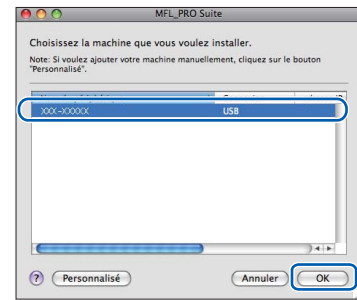 MFL_PRO Suite
Choisissez la machine que vous voulez installer.
Note: Si voulez ajouter votre machine manuellement, cliquez sur le bouton
"Personnalisé".
XXX-XXXXX USB
? Personnalisé Annuler OK